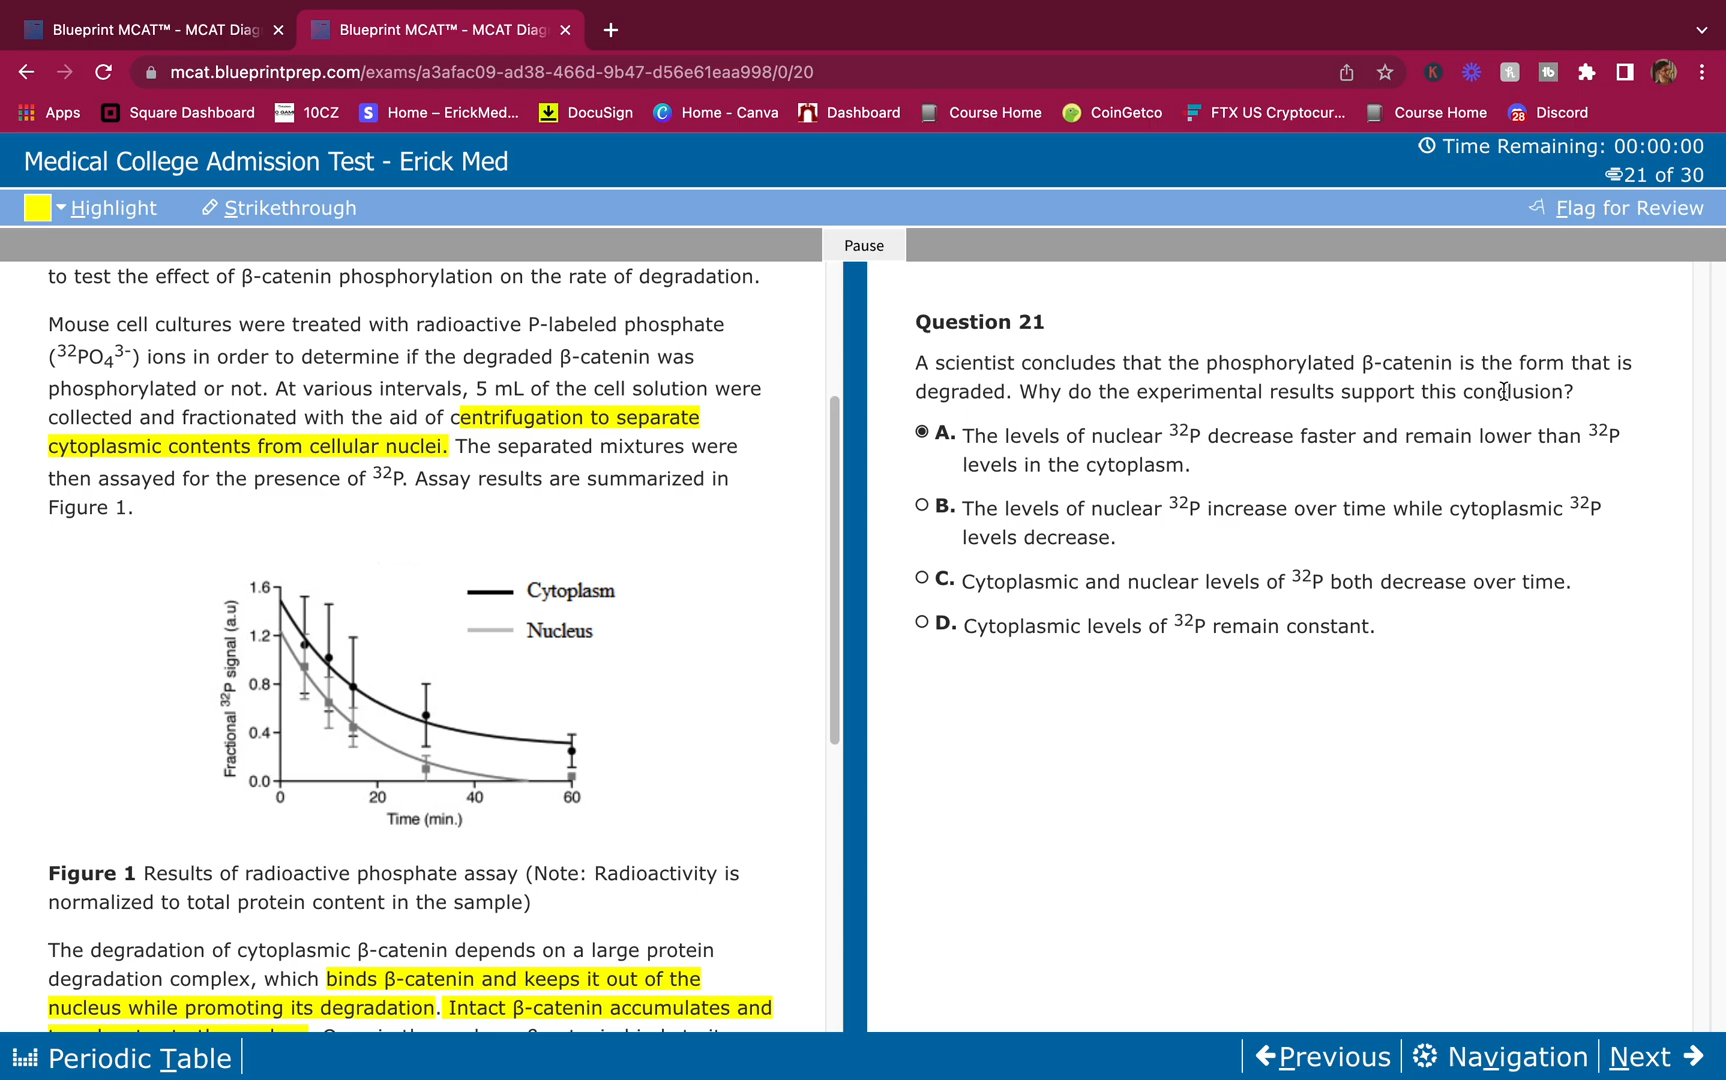 Blueprint MCAT™ - MCAT Diag
Blueprint MCAT™ - MCAT Diag
mcat.blueprintprep.com/exams/a3afac09-ad38-466d-9b47-d56e61eaa998/0/20
Apps Square Dashboard 10CZ Home – ErickMed... DocuSign Home - Canva Dashboard Course Home CoinGetco FTX US Cryptocur... Course Home 28 Discord
Medical College Admission Test - Erick Med
Time Remaining: 00:00:00
21 of 30
Highlight Strikethrough
Flag for Review
Pause
to test the effect of β-catenin phosphorylation on the rate of degradation.
Mouse cell cultures were treated with radioactive P-labeled phosphate
(³²PO₄³⁻) ions in order to determine if the degraded β-catenin was
phosphorylated or not. At various intervals, 5 mL of the cell solution were
collected and fractionated with the aid of centrifugation to separate
cytoplasmic contents from cellular nuclei. The separated mixtures were
then assayed for the presence of ³²P. Assay results are summarized in
Figure 1.
Cytoplasm
Nucleus
Fractional ³²P signal (a.u)
1.6
1.2
0.8
0.4
0.0
0 20 40 60
Time (min.)
Figure 1 Results of radioactive phosphate assay (Note: Radioactivity is
normalized to total protein content in the sample)
The degradation of cytoplasmic β-catenin depends on a large protein
degradation complex, which binds β-catenin and keeps it out of the
nucleus while promoting its degradation. Intact β-catenin accumulates and
Question 21
A scientist concludes that the phosphorylated β-catenin is the form that is
degraded. Why do the experimental results support this conclusion?
A. The levels of nuclear ³²P decrease faster and remain lower than ³²P
levels in the cytoplasm.
B. The levels of nuclear ³²P increase over time while cytoplasmic ³²P
levels decrease.
C. Cytoplasmic and nuclear levels of ³²P both decrease over time.
D. Cytoplasmic levels of ³²P remain constant.
Periodic Table
Previous Navigation Next